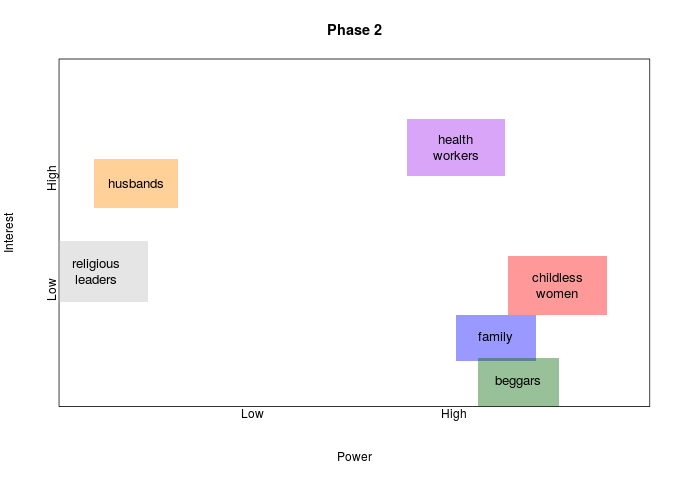 Phase 2
health
workers
High
husbands
religious
leaders
Interest
childless
women
Low
family
beggars
Low
High
Power